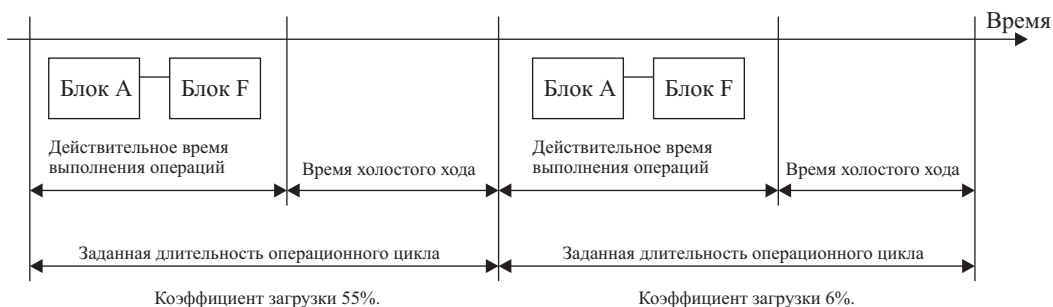 Время
Блок A
Блок F
Блок A
Блок F
Действительное время
выполнения операций
Время холостого хода
Действительное время
выполнения операций
Время холостого хода
Заданная длительность операционного цикла
Заданная длительность операционного цикла
Коэффициент загрузки 55%.
Коэффициент загрузки 6%.